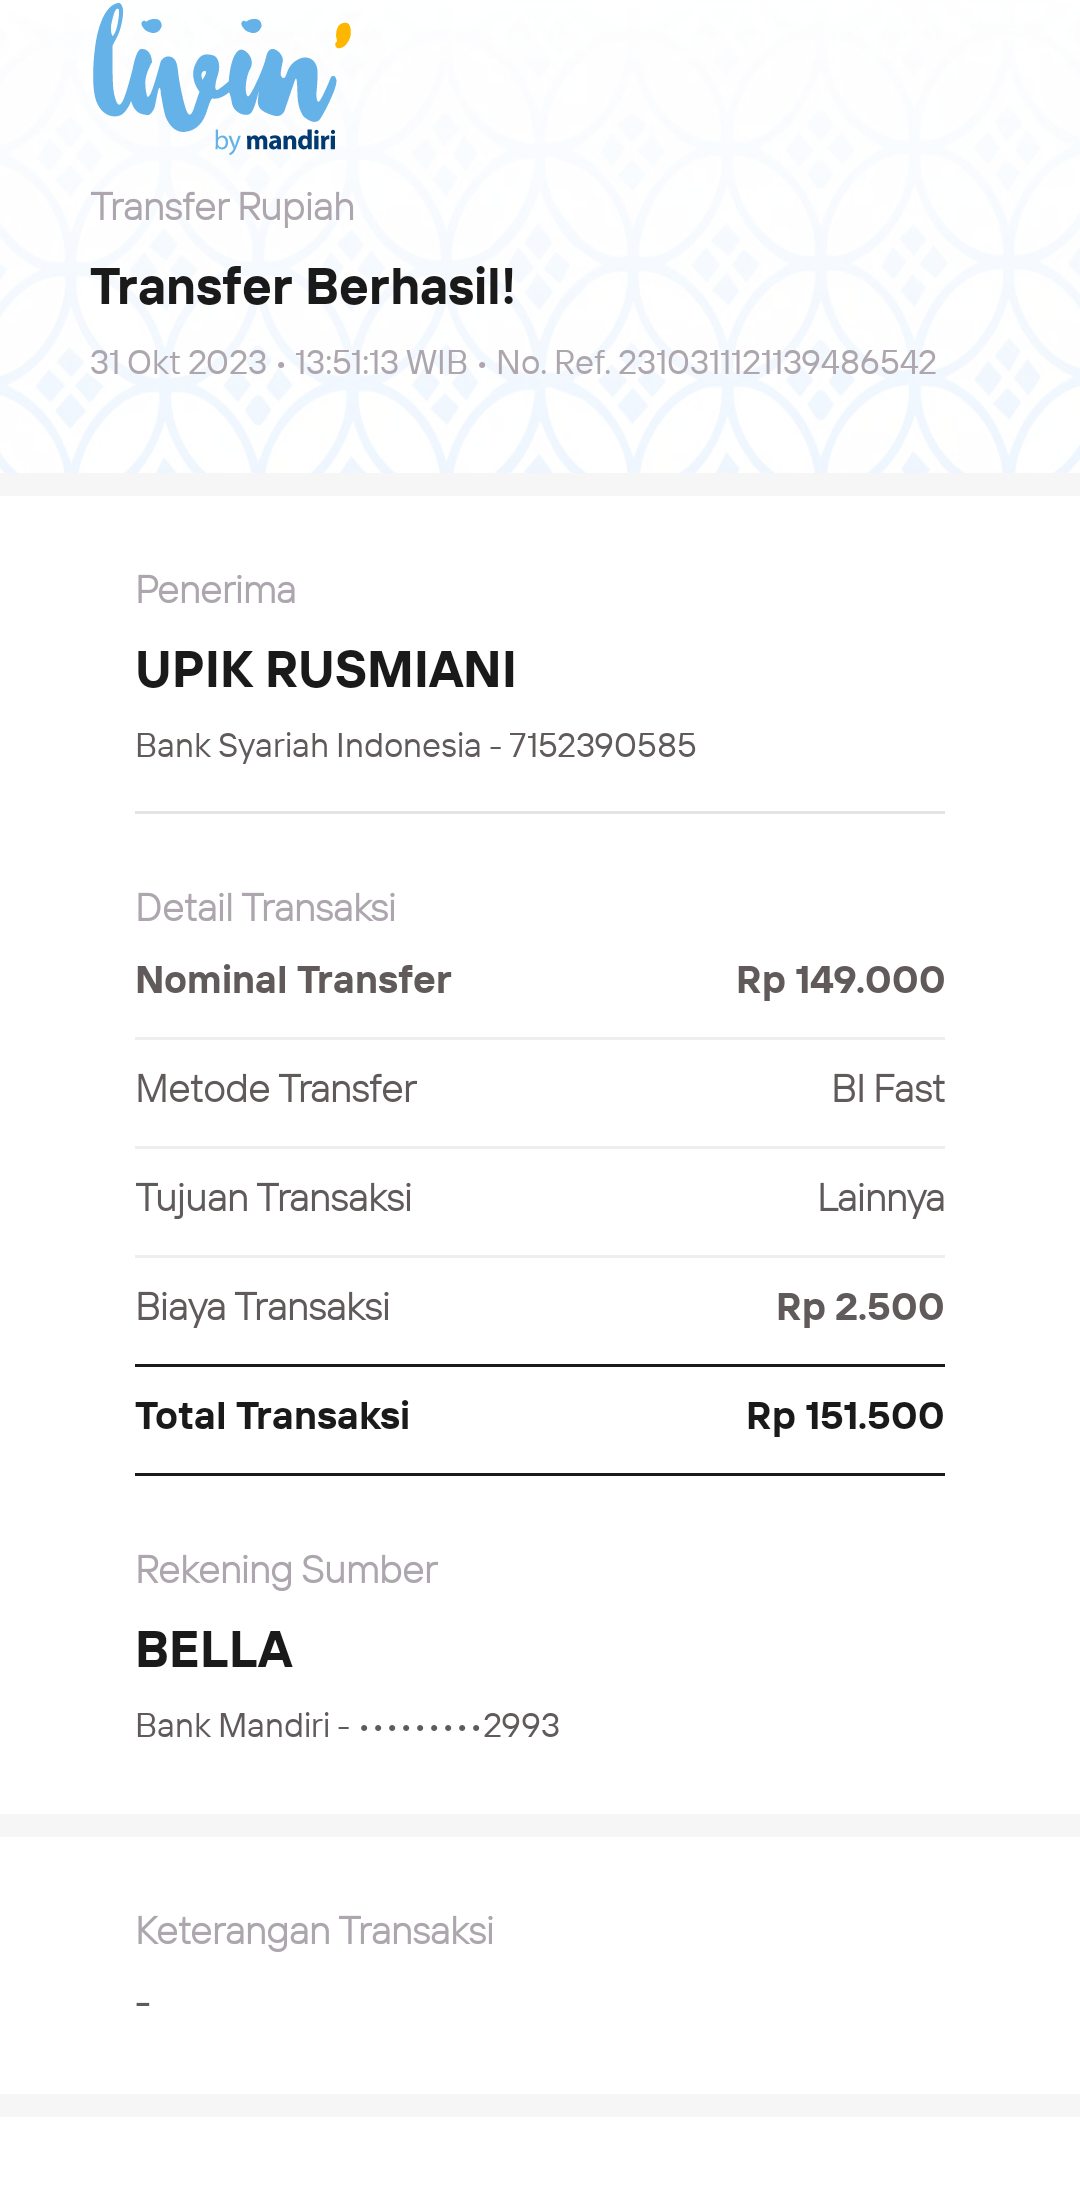 livin'
by mandiri
Transfer Rupiah
Transfer Berhasil!
31 Okt 2023 • 13:51:13 WIB • No. Ref. 2310311121139486542
Penerima
UPIK RUSMIANI
Bank Syariah Indonesia - 7152390585
Detail Transaksi
Nominal Transfer Rp 149.000
Metode Transfer BI Fast
Tujuan Transaksi Lainnya
Biaya Transaksi Rp 2.500
Total Transaksi Rp 151.500
Rekening Sumber
BELLA
Bank Mandiri - •••••••••2993
Keterangan Transaksi
-